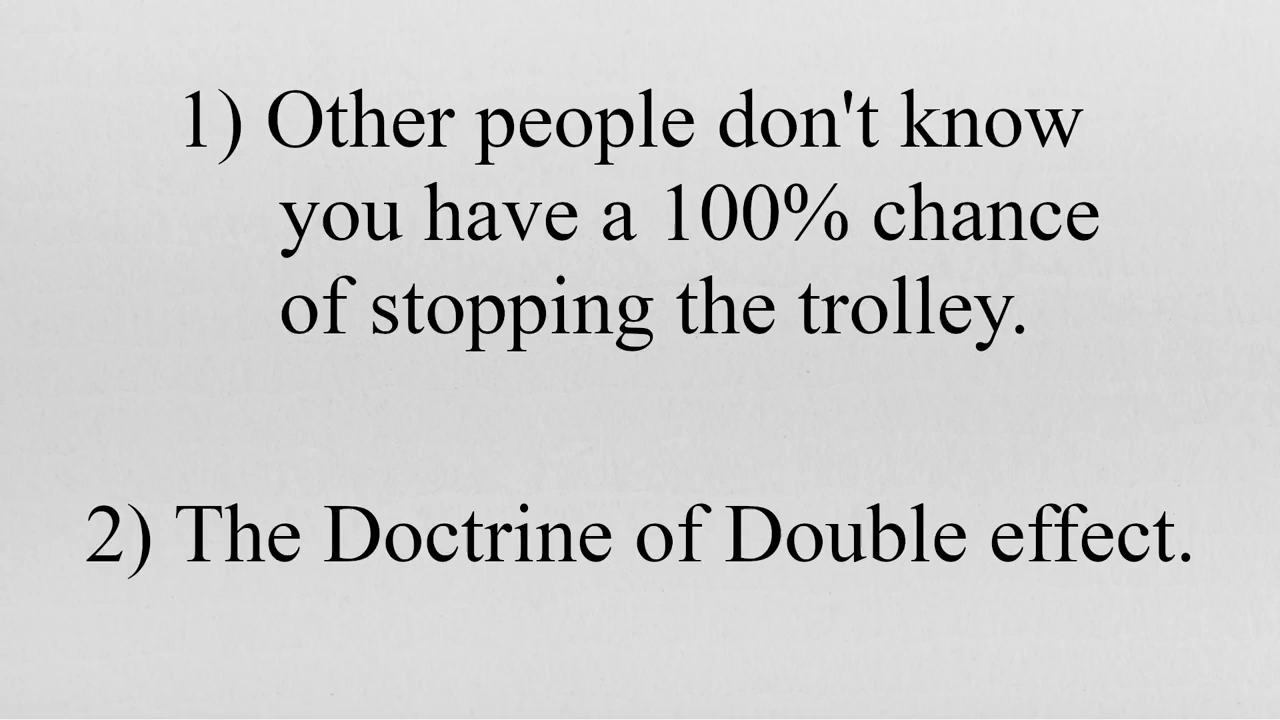 1) Other people don't know
you have a 100% chance
of stopping the trolley.
2) The Doctrine of Double effect.